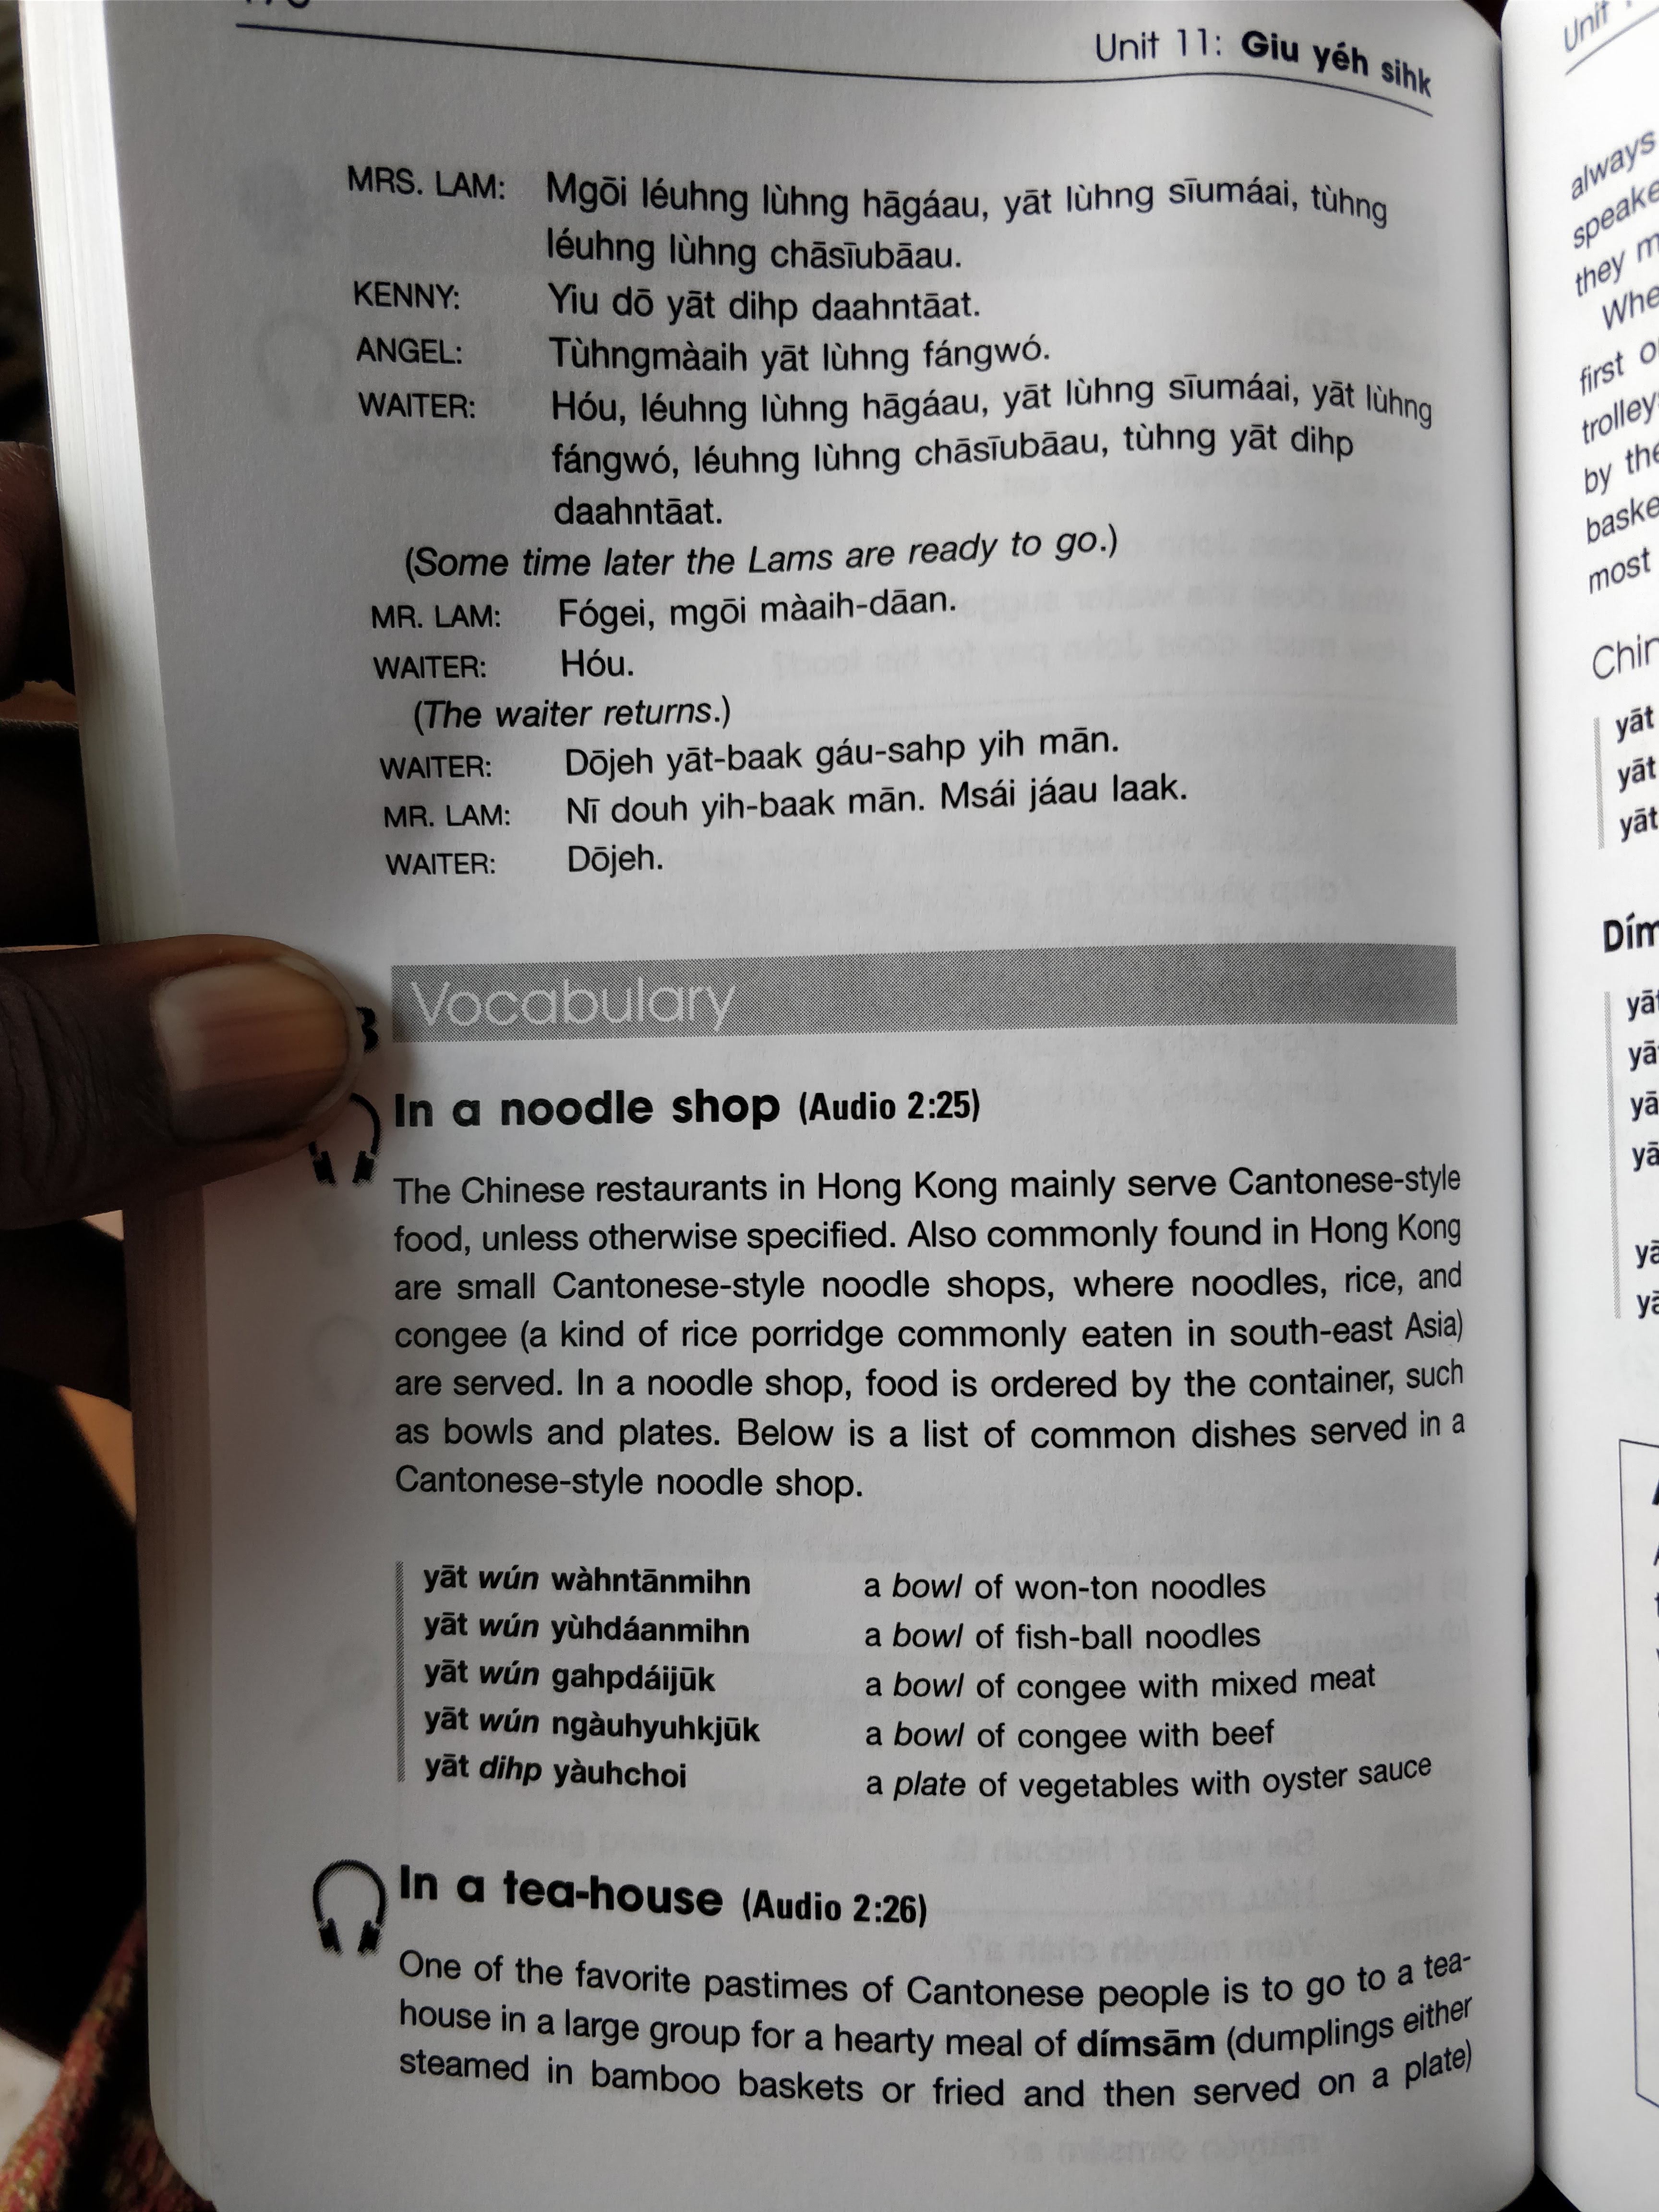 Unit 11: Giu yéh sihk
MRS. LAM: Mgōi léuhng lùhng hāgáau, yāt lùhng sīumáai, tùhng
léuhng lùhng chāsīubāau.
KENNY: Yiu dō yāt dihp daahntāat.
ANGEL: Tùhngmàaih yāt lùhng fángwó.
WAITER: Hóu, léuhng lùhng hāgáau, yāt lùhng sīumáai, yāt lùhng
fángwó, léuhng lùhng chāsīubāau, tùhng yāt dihp
daahntāat.
(Some time later the Lams are ready to go.)
MR. LAM: Fógei, mgōi màaih-dāan.
WAITER: Hóu.
(The waiter returns.)
WAITER: Dōjeh yāt-baak gáu-sahp yih mān.
MR. LAM: Nī douh yih-baak mān. Msái jáau laak.
WAITER: Dōjeh.
Vocabulary
In a noodle shop (Audio 2:25)
The Chinese restaurants in Hong Kong mainly serve Cantonese-style
food, unless otherwise specified. Also commonly found in Hong Kong
are small Cantonese-style noodle shops, where noodles, rice, and
congee (a kind of rice porridge commonly eaten in south-east Asia)
are served. In a noodle shop, food is ordered by the container, such
as bowls and plates. Below is a list of common dishes served in a
Cantonese-style noodle shop.
yāt wún wàhntānmihn a bowl of won-ton noodles
yāt wún yùhdáanmihn a bowl of fish-ball noodles
yāt wún gahpdáijūk a bowl of congee with mixed meat
yāt wún ngàuhyuhkjūk a bowl of congee with beef
yāt dihp yàuhchoi a plate of vegetables with oyster sauce
In a tea-house (Audio 2:26)
One of the favorite pastimes of Cantonese people is to go to a tea-
house in a large group for a hearty meal of dímsām (dumplings either
steamed in bamboo baskets or fried and then served on a plate)
Unit
always
they
first
by the
most
yāt
yāt
yāt